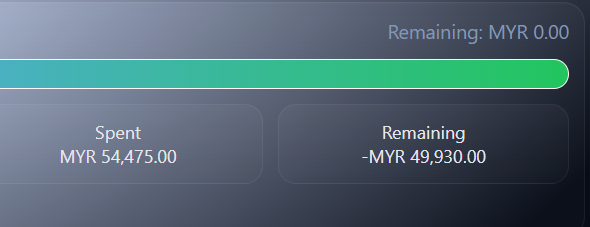 Remaining: MYR 0.00
Spent
MYR 54,475.00
Remaining
-MYR 49,930.00